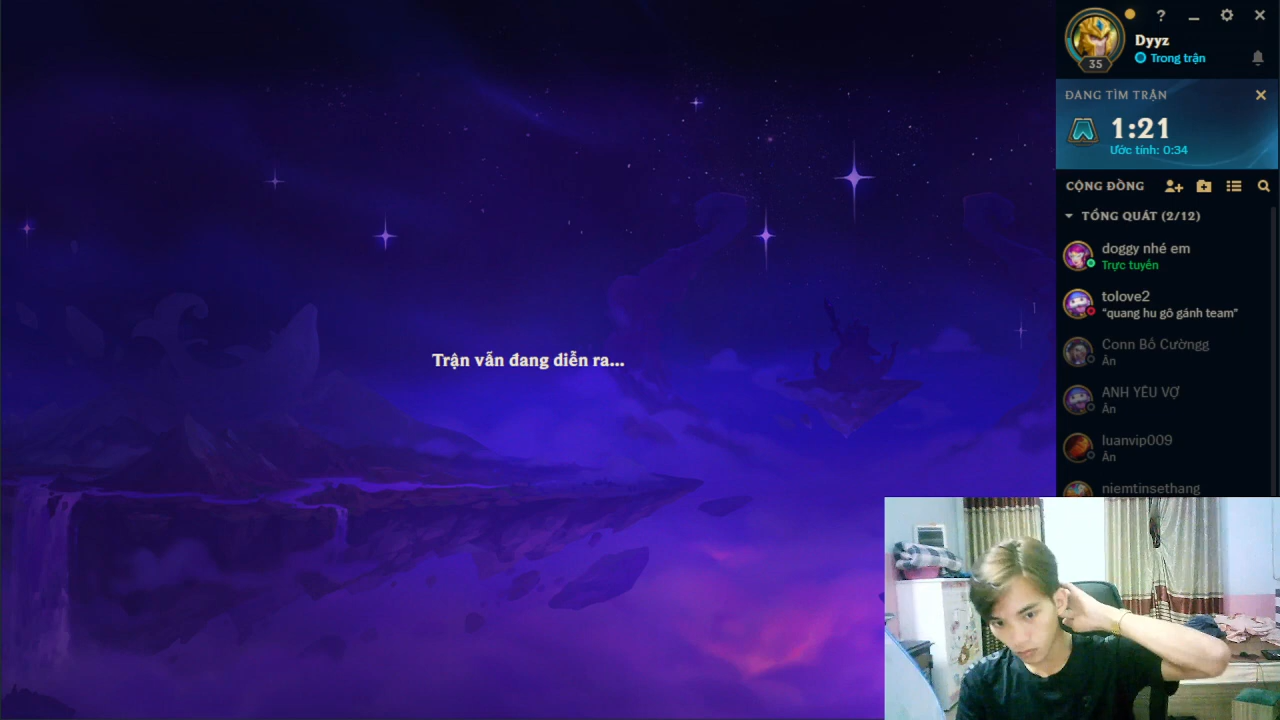 Trận vẫn đang diễn ra...
?
Dyyz
35
Trong trận
ĐANG TÌM TRẬN
1:21
Ước tính: 0:34
CỘNG ĐỒNG
TỔNG QUÁT (2/12)
doggy nhé em
Trực tuyến
tolove2
"quang hu gô gánh team"
Conn Bố Cườngg
Ẩn
ANH YÊU VỢ
Ẩn
luanvip009
Ẩn
niemtinsethang